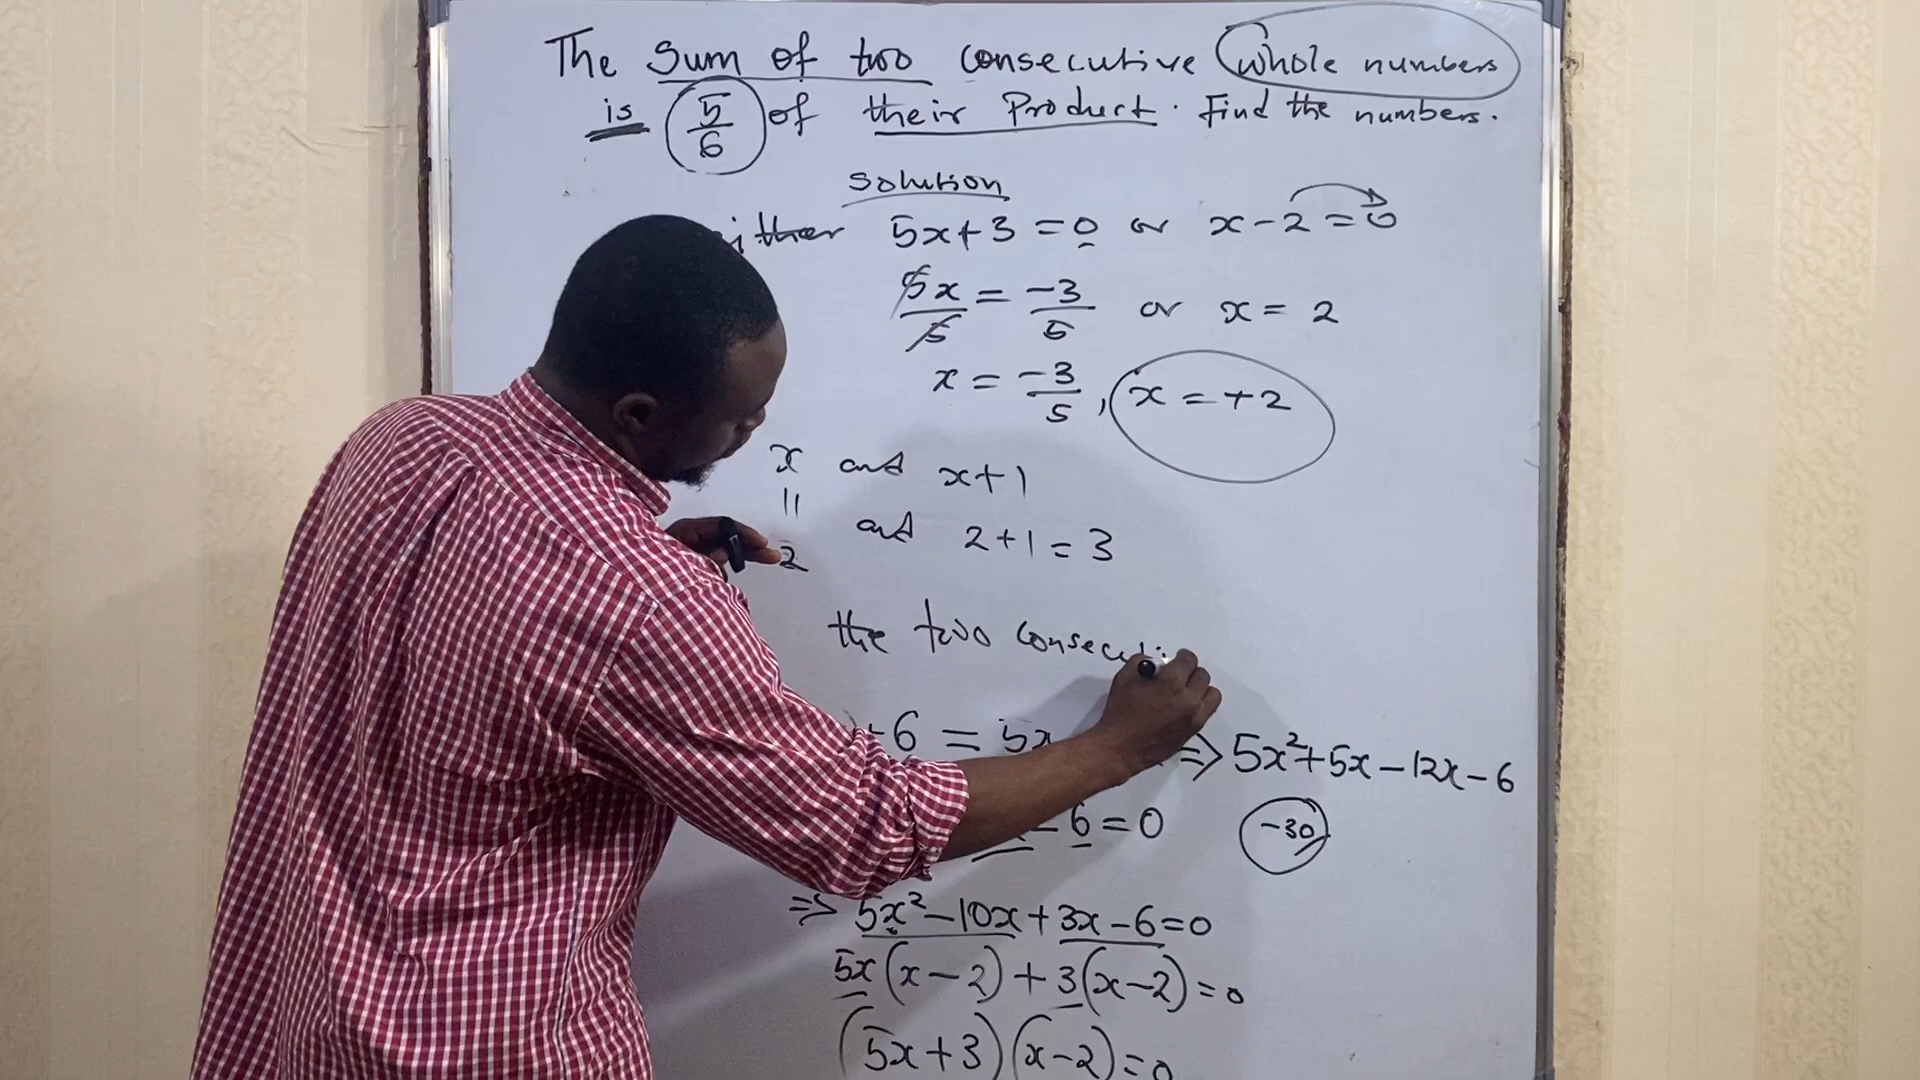 The Sum of two consecutive whole numbers
is 5/6 of their Product. Find the numbers.
Solution
5x+3 = 0 or x-2 = 0
5x/5 = -3/5 or x = 2
x = -3/5, x = +2
x and x+1
||
2 and 2+1 = 3
the two
+6 = 5x => 5x²+5x-12x-6
-6=0 -30
=> 5x²-10x+3x-6=0
5x(x-2)+3(x-2)=0
(5x+3)(x-2)=0